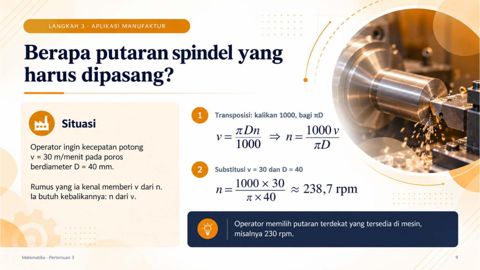 LANGKAH 3 - APLIKASI MANUFAKTUR
Berapa putaran spindel yang
harus dipasang?
Situasi
Operator ingin kecepatan potong
v = 30 m/menit pada poros
berdiameter D = 40 mm.
Rumus yang ia kenal memberi v dari n.
Ia butuh kebalikannya: n dari v.
1 Transposisi: kalikan 1000, bagi πD
v = πDn / 1000 ⇒ n = 1000 v / πD
2 Substitusi v = 30 dan D = 40
n = 1000 × 30 / π × 40 ≈ 238,7 rpm
Operator memilih putaran terdekat yang tersedia di mesin,
misalnya 230 rpm.
Matematika - Pertemuan 3
9